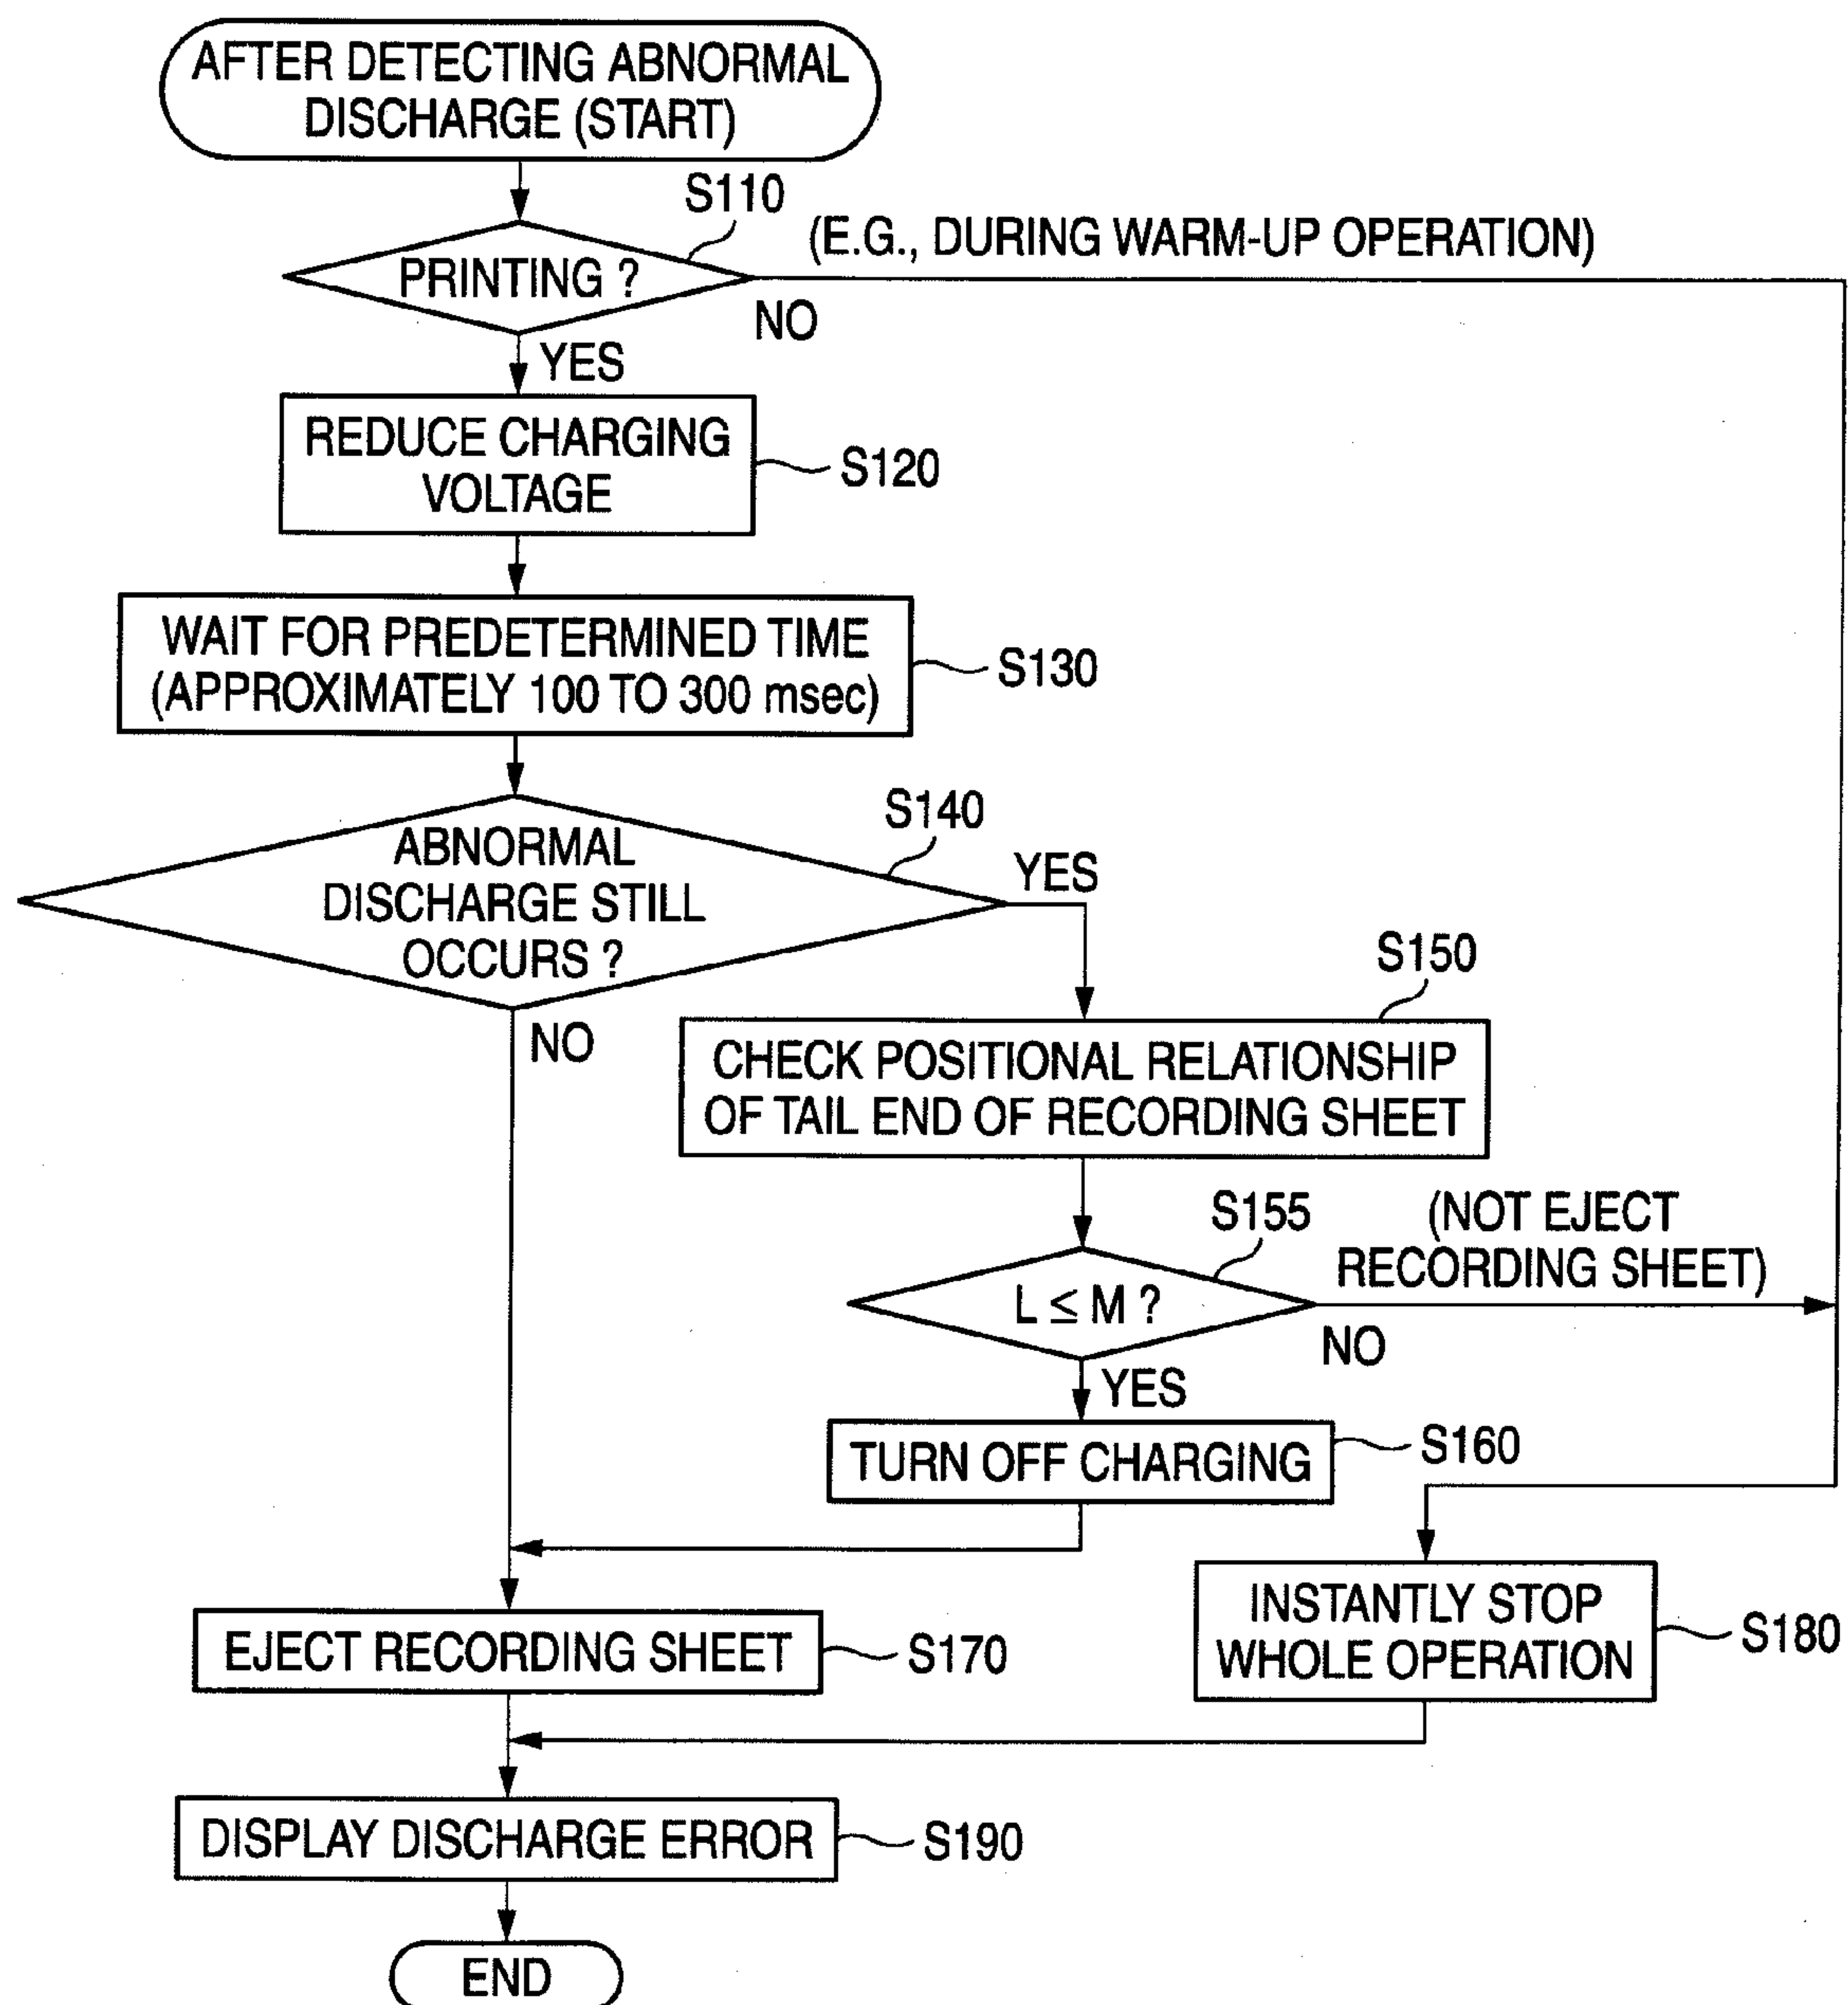 AFTER DETECTING ABNORMAL
DISCHARGE (START)
S110
(E.G., DURING WARM-UP OPERATION)
PRINTING ?
NO
YES
REDUCE CHARGING
VOLTAGE
S120
WAIT FOR PREDETERMINED TIME
(APPROXIMATELY 100 TO 300 msec)
S130
S140
ABNORMAL
DISCHARGE STILL
OCCURS ?
YES
NO
S150
CHECK POSITIONAL RELATIONSHIP
OF TAIL END OF RECORDING SHEET
S155
(NOT EJECT
RECORDING SHEET)
L ≤ M ?
NO
YES
TURN OFF CHARGING
S160
INSTANTLY STOP
WHOLE OPERATION
S180
EJECT RECORDING SHEET
S170
DISPLAY DISCHARGE ERROR
S190
END